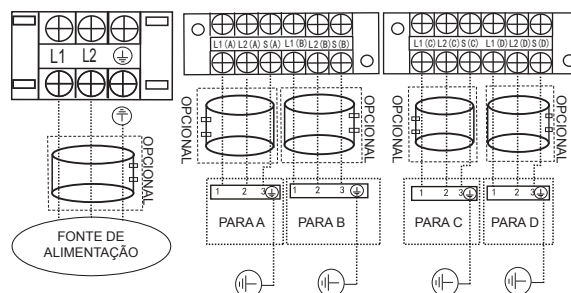 L1 L2
OPCIONAL
FONTE DE
ALIMENTAÇÃO
L1 (A) L2 (A) S (A) L1 (B) L2 (B) S (B)
OPCIONAL
OPCIONAL
1 2 3
1 2 3
PARA A
PARA B
L1 (C) L2 (C) S (C) L1 (D) L2 (D) S (D)
OPCIONAL
OPCIONAL
1 2 3
1 2 3
PARA C
PARA D